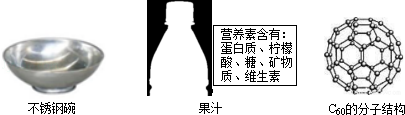 营养素含有：
蛋白质、柠檬
酸、糖、矿物
质、维生素
不锈钢碗
果汁
C60的分子结构